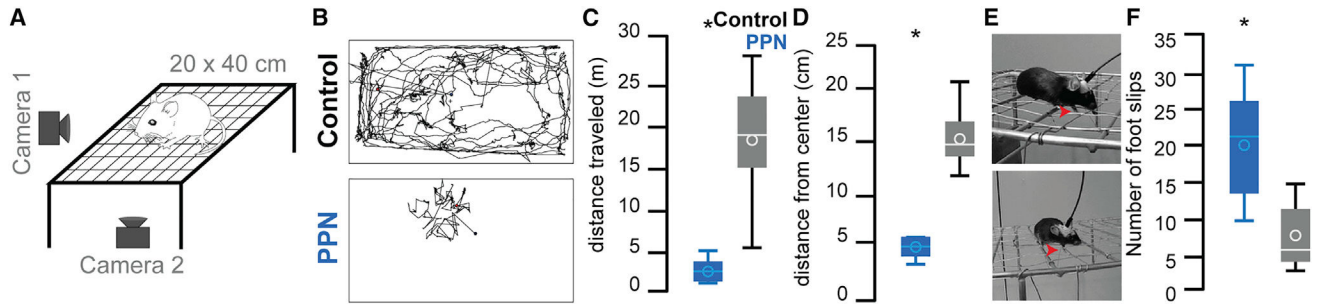 A
20 x 40 cm
Camera 1
Camera 2
B
Control
PPN
C
distance traveled (m)
30
25
20
15
10
5
0
*
Control
PPN
D
distance from center (cm)
25
20
15
10
5
0
*
E
F
Number of foot slips
35
30
25
20
15
10
5
0
*